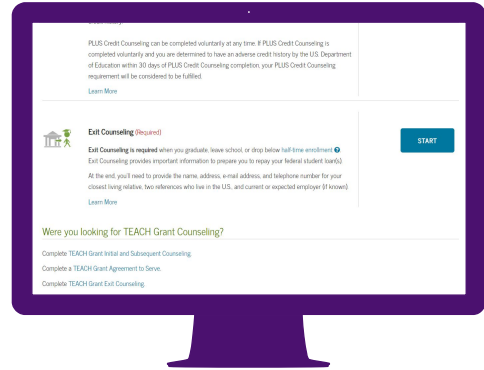 PLUS Credit Counseling can be completed voluntarily at any time. If PLUS Credit Counseling is
completed voluntarily and you are determined to have an adverse credit history by the U.S. Department
of Education within 30 days of PLUS Credit Counseling completion, your PLUS Credit Counseling
requirement will be considered to be fulfilled.
Learn More
Exit Counseling (Required)
START
Exit Counseling is required when you graduate, leave school, or drop below half-time enrollment
Exit Counseling provides important information to prepare you to repay your federal student loan(s)
At the end, you'll need to provide the name, address, e-mail address, and telephone number for your
closest living relative, two references who live in the U.S., and current or expected employer (if known).
Learn More
Were you looking for TEACH Grant Counseling?
Complete TEACH Grant Initial and Subsequent Counseling.
Complete a TEACH Grant Agreement to Serve.
Complete TEACH Grant Exit Counseling.